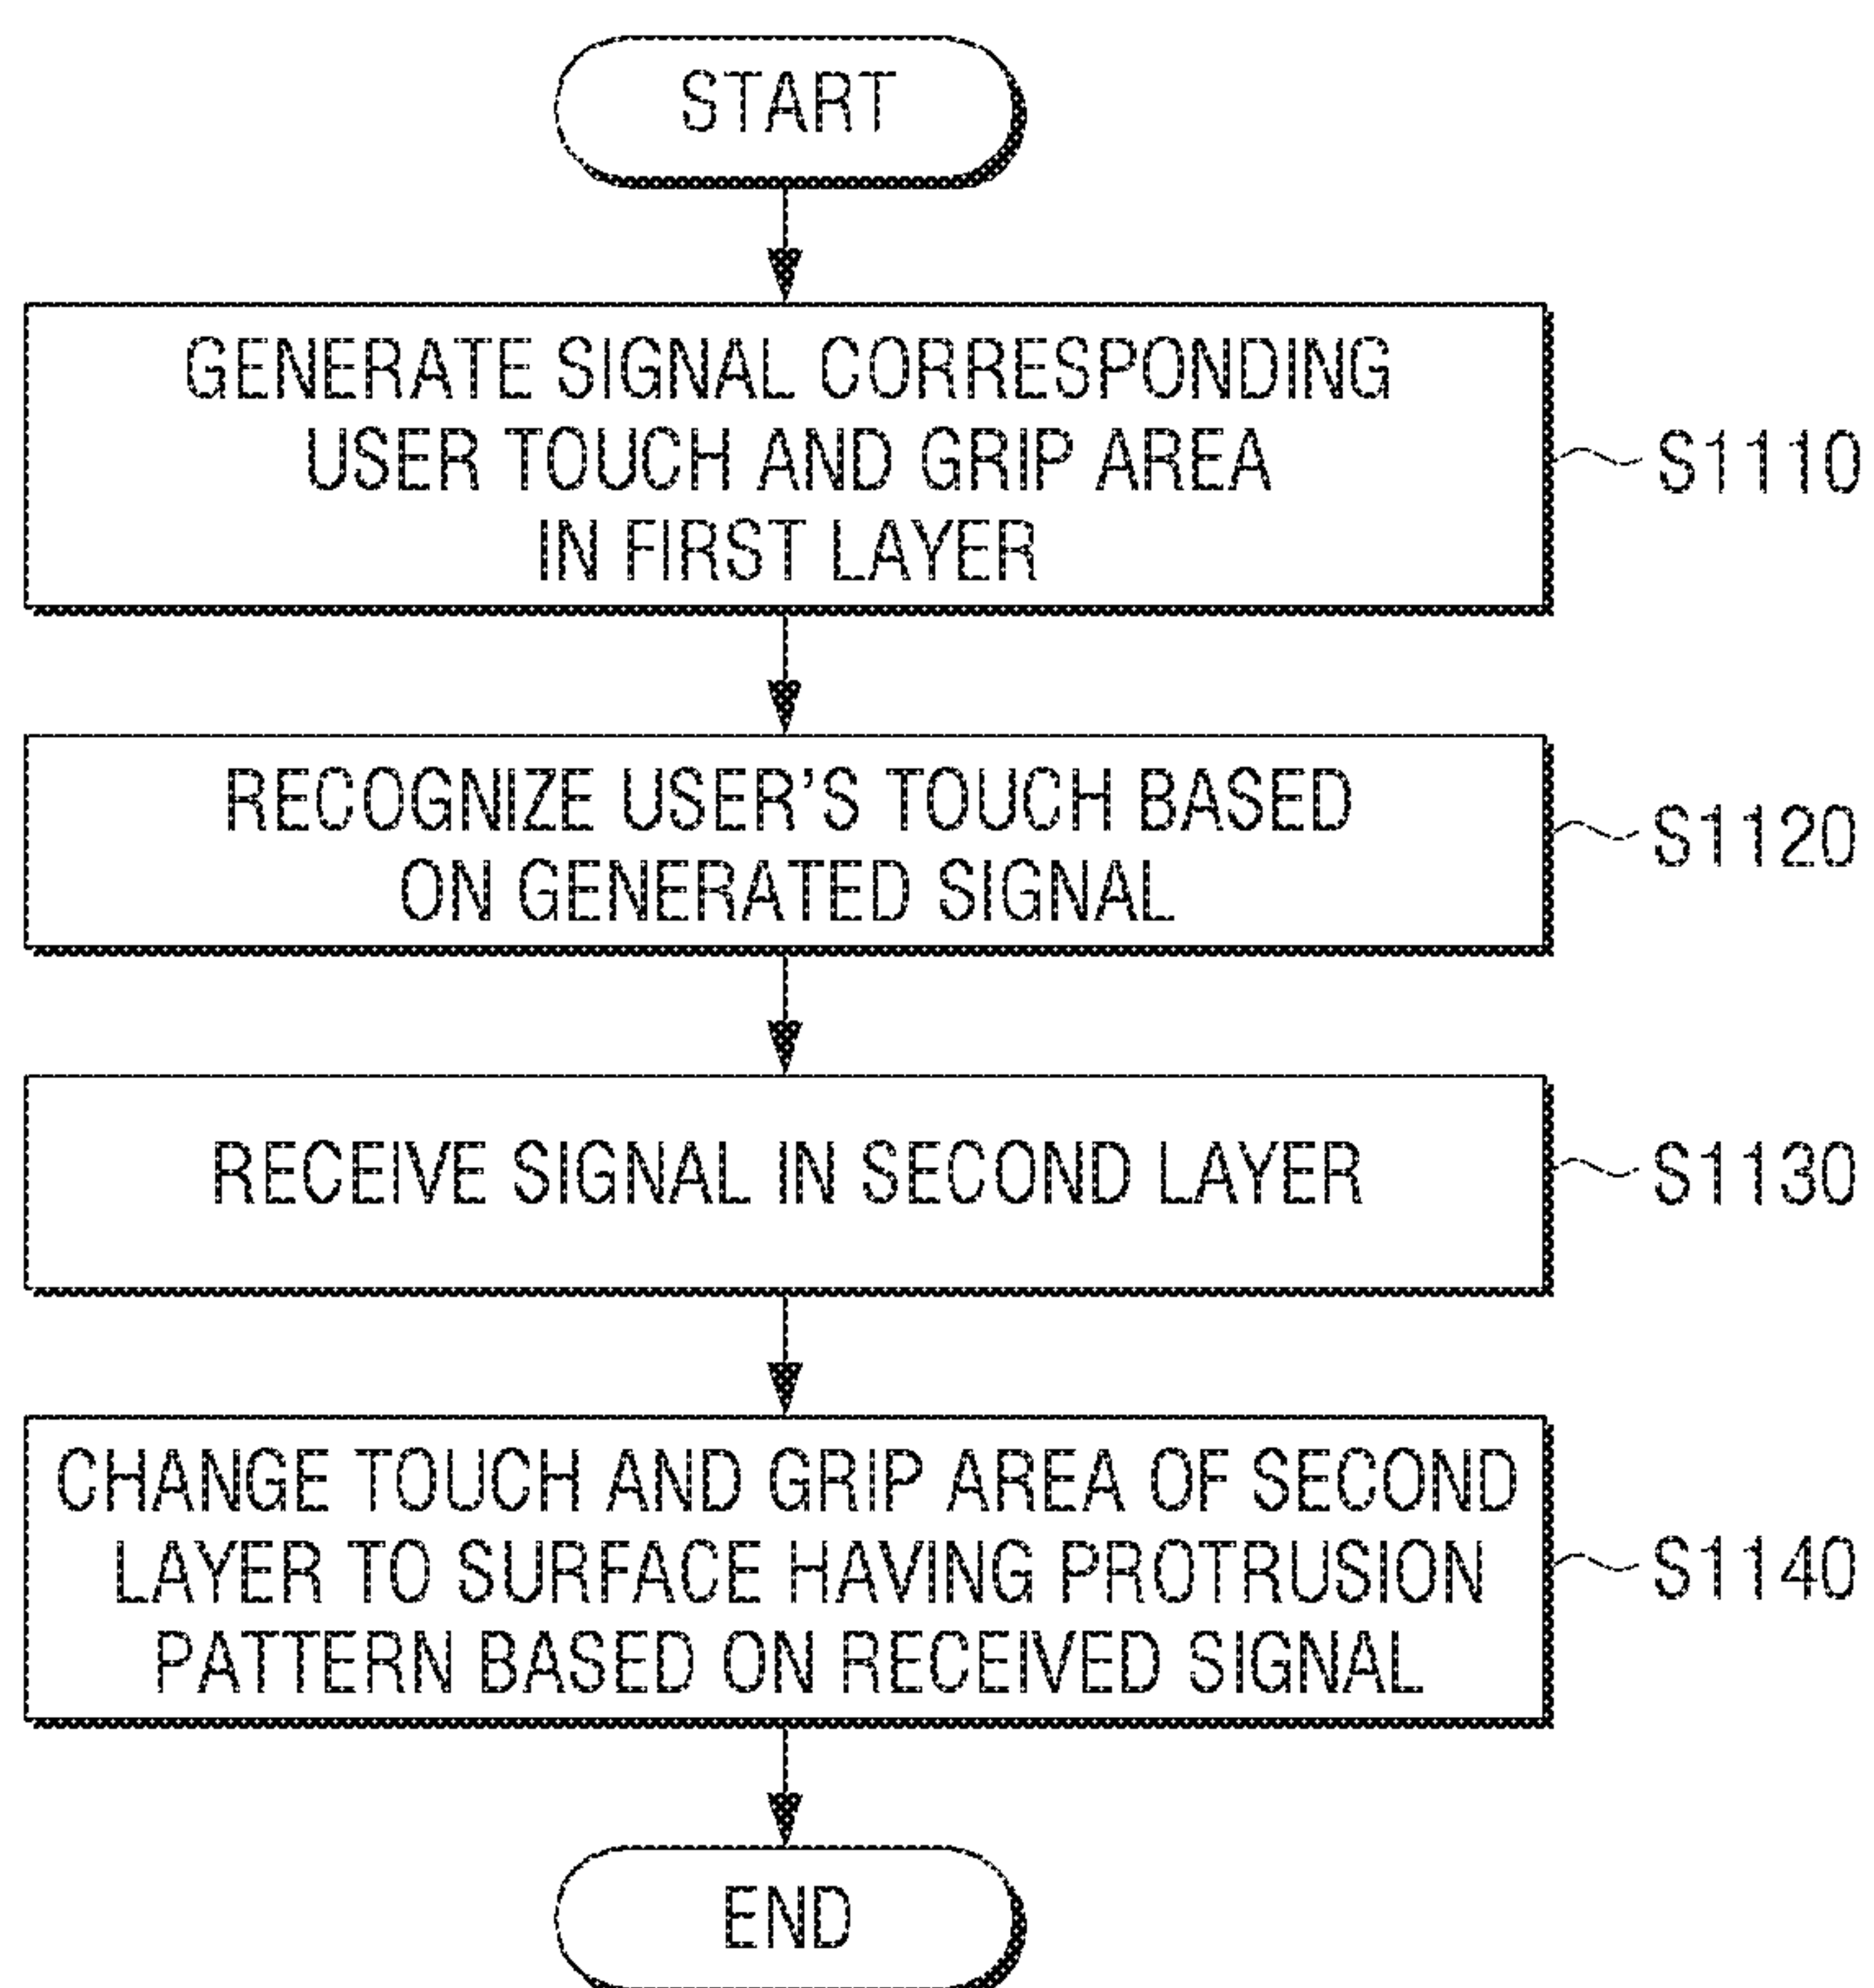 START
GENERATE SIGNAL CORRESPONDING
USER TOUCH AND GRIP AREA
IN FIRST LAYER
S1110
RECOGNIZE USER'S TOUCH BASED
ON GENERATED SIGNAL
S1120
RECEIVE SIGNAL IN SECOND LAYER
S1130
CHANGE TOUCH AND GRIP AREA OF SECOND
LAYER TO SURFACE HAVING PROTRUSION
PATTERN BASED ON RECEIVED SIGNAL
S1140
END